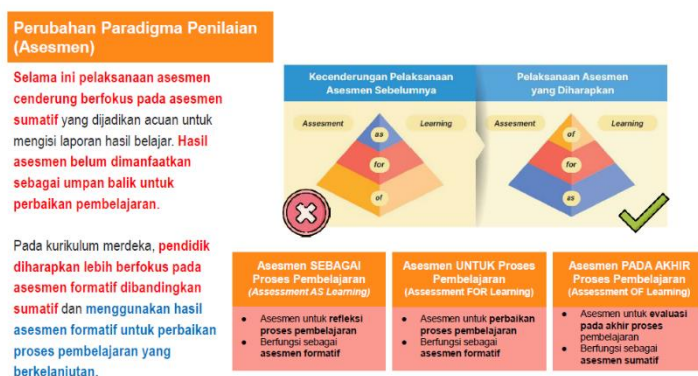 Perubahan Paradigma Penilaian
(Asesmen)
Selama ini pelaksanaan asesmen
cenderung berfokus pada asesmen
sumatif yang dijadikan acuan untuk
mengisi laporan hasil belajar. Hasil
asesmen belum dimanfaatkan
sebagai umpan balik untuk
perbaikan pembelajaran.
Pada kurikulum merdeka, pendidik
diharapkan lebih berfokus pada
asesmen formatif dibandingkan
sumatif dan menggunakan hasil
asesmen formatif untuk perbaikan
proses pembelajaran yang
berkelanjutan.
Kecenderungan Pelaksanaan
Asesmen Sebelumnya
Assesment
Learning
as
for
of
Pelaksanaan Asesmen
yang Diharapkan
Assesment
Learning
of
for
as
Asesmen SEBAGAI
Proses Pembelajaran
(Assessment AS Learning)
● Asesmen untuk refleksi
proses pembelajaran
● Berfungsi sebagai
asesmen formatif
Asesmen UNTUK Proses
Pembelajaran
(Assessment FOR Learning)
● Asesmen untuk perbaikan
proses pembelajaran
● Berfungsi sebagai
asesmen formatif
Asesmen PADA AKHIR
Proses Pembelajaran
(Assessment OF Learning)
● Asesmen untuk evaluasi
pada akhir proses
pembelajaran
● Berfungsi sebagai
asesmen sumatif